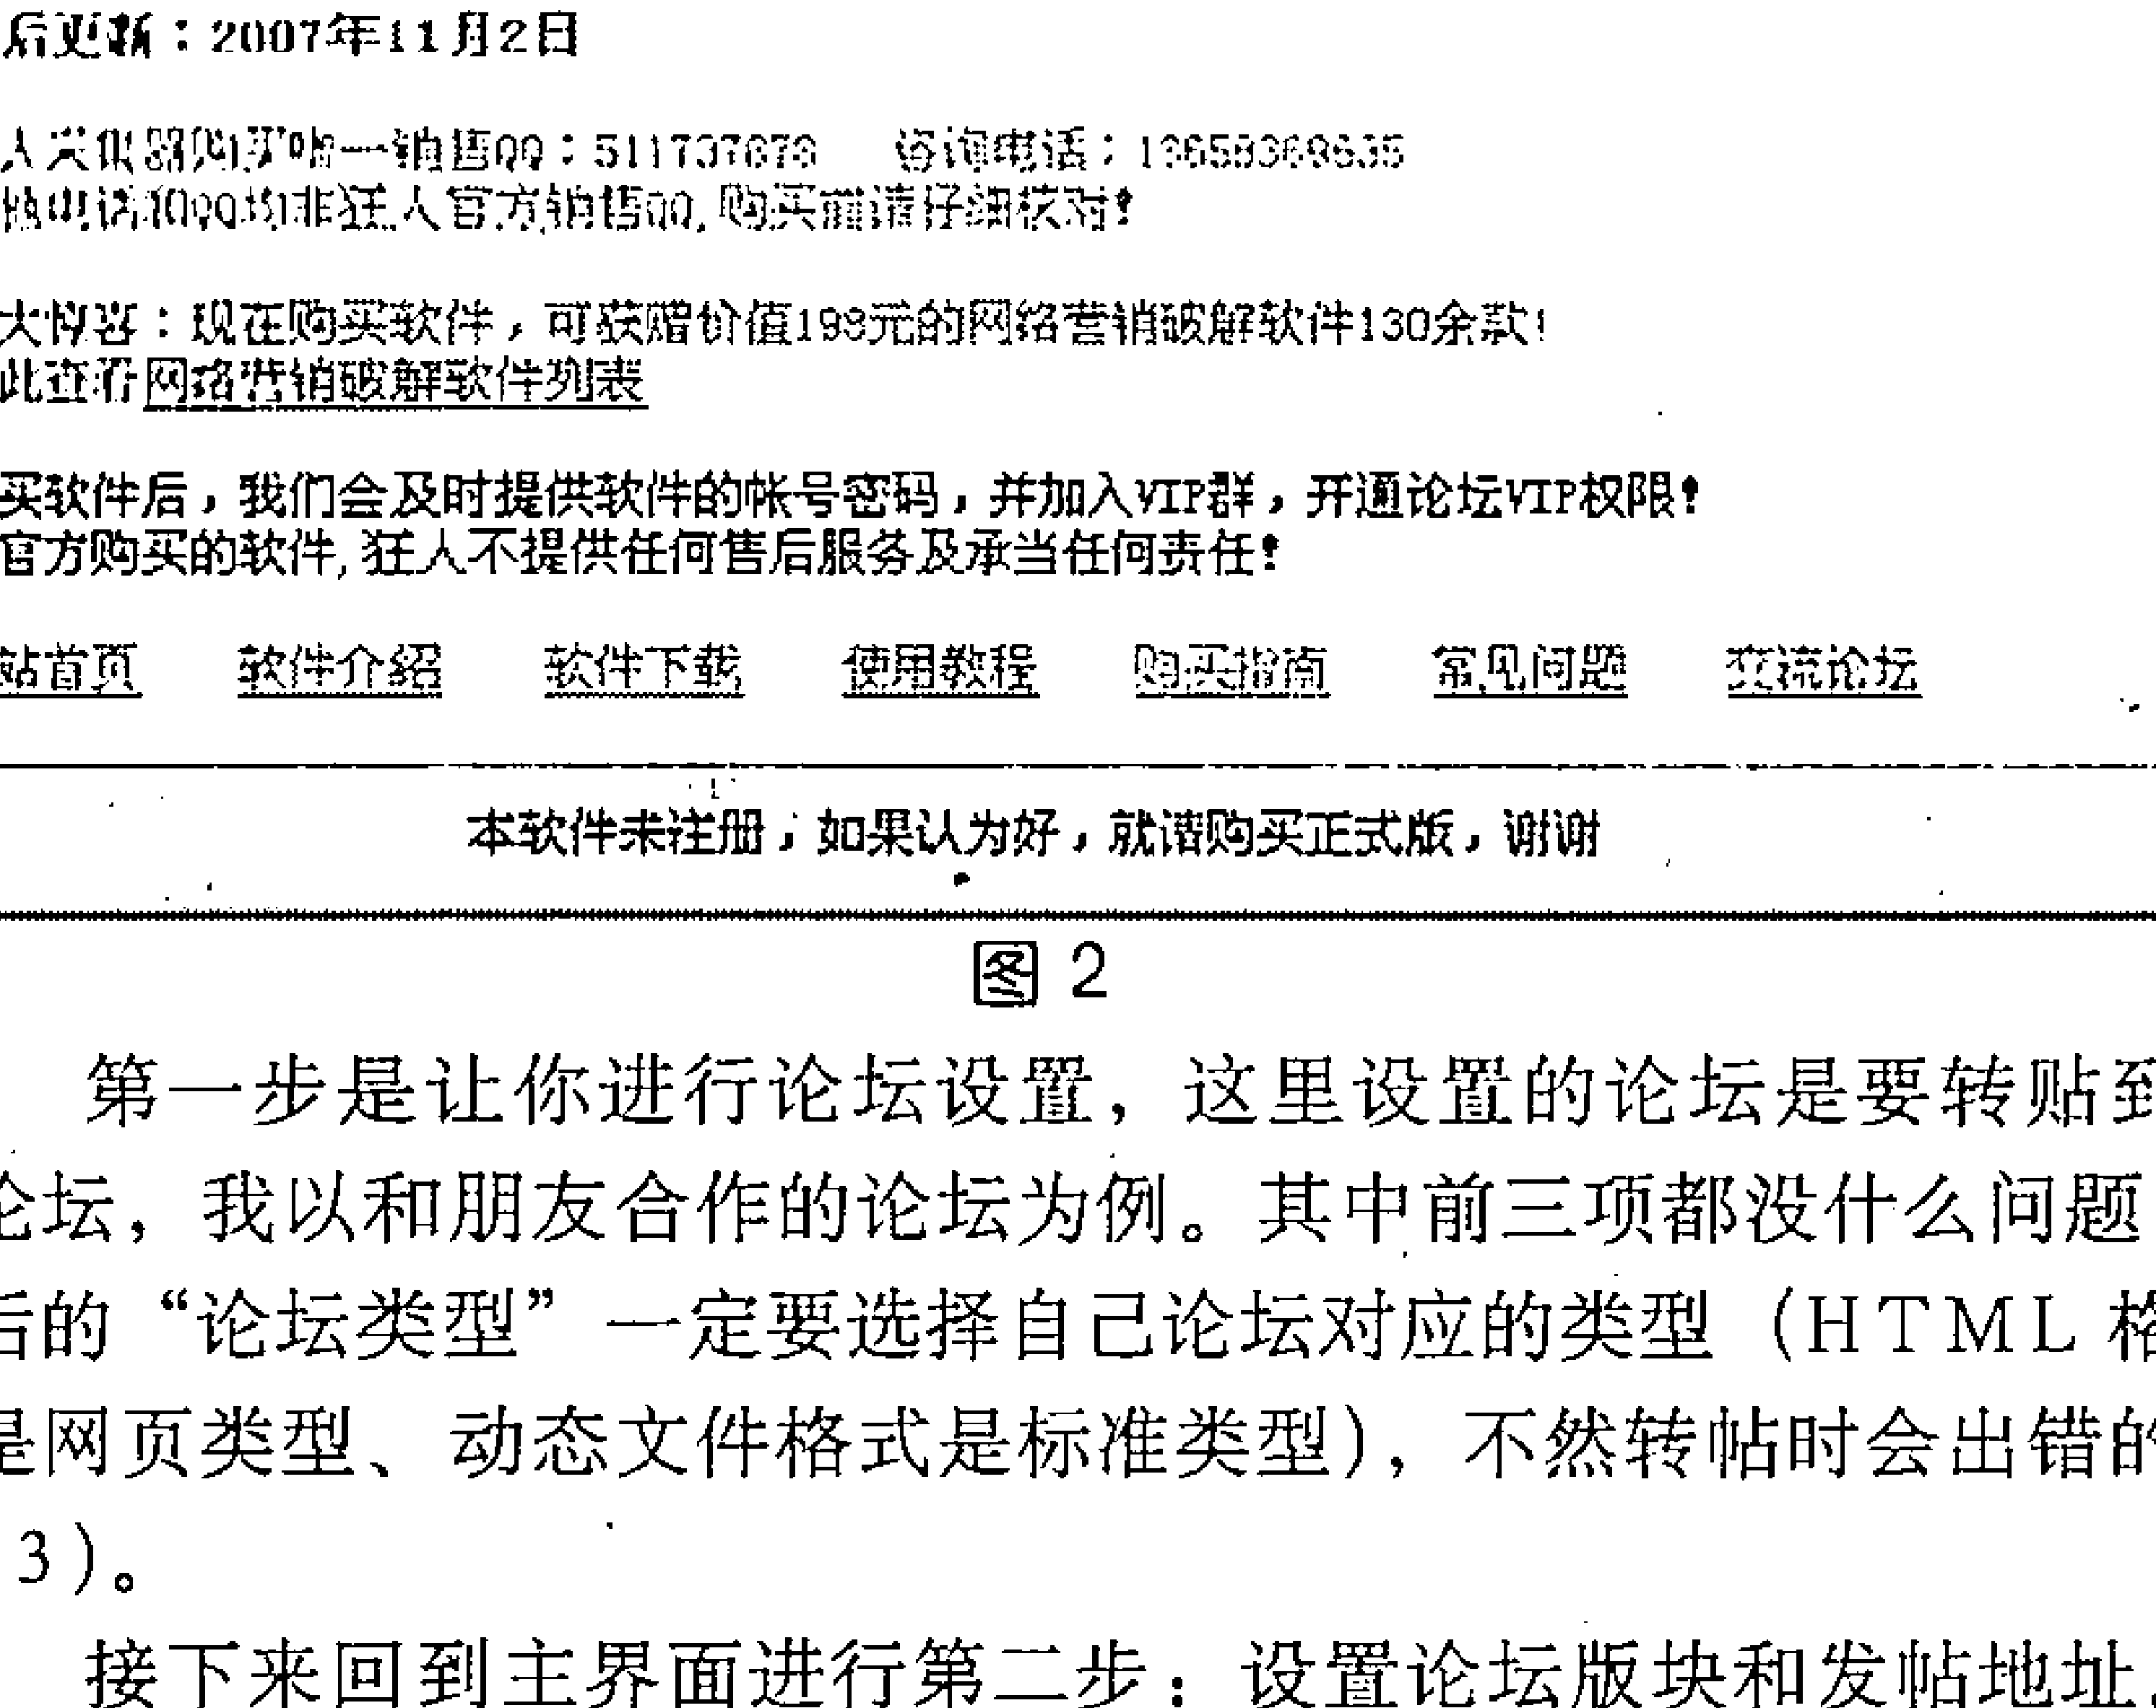 后更新：2007年11月2日
人采集器购买唯一销售QQ：511737678 咨询电话：
他电话和QQ均非狂人官方销售QQ,购买前请仔细核对！
大博客：现在购买软件，可获赠价值198元的网络营销破解软件130余款！
此查看网络营销破解软件列表
买软件后，我们会及时提供软件的帐号密码，并加入VIP群，开通论坛VIP权限！
官方购买的软件,狂人不提供任何售后服务及承当任何责任！
站首页 软件介绍 软件下载 使用教程 购买指南 常见问题 交流论坛
本软件未注册，如果认为好，就请购买正式版，谢谢
图 2
第一步是让你进行论坛设置，这里设置的论坛是要转贴到
论坛，我以和朋友合作的论坛为例。其中前三项都没什么问题
后的“论坛类型”一定要选择自己论坛对应的类型（HTML 格
是网页类型、动态文件格式是标准类型），不然转帖时会出错的
3）。
接下来回到主界面进行第二步：设置论坛版块和发帖地址